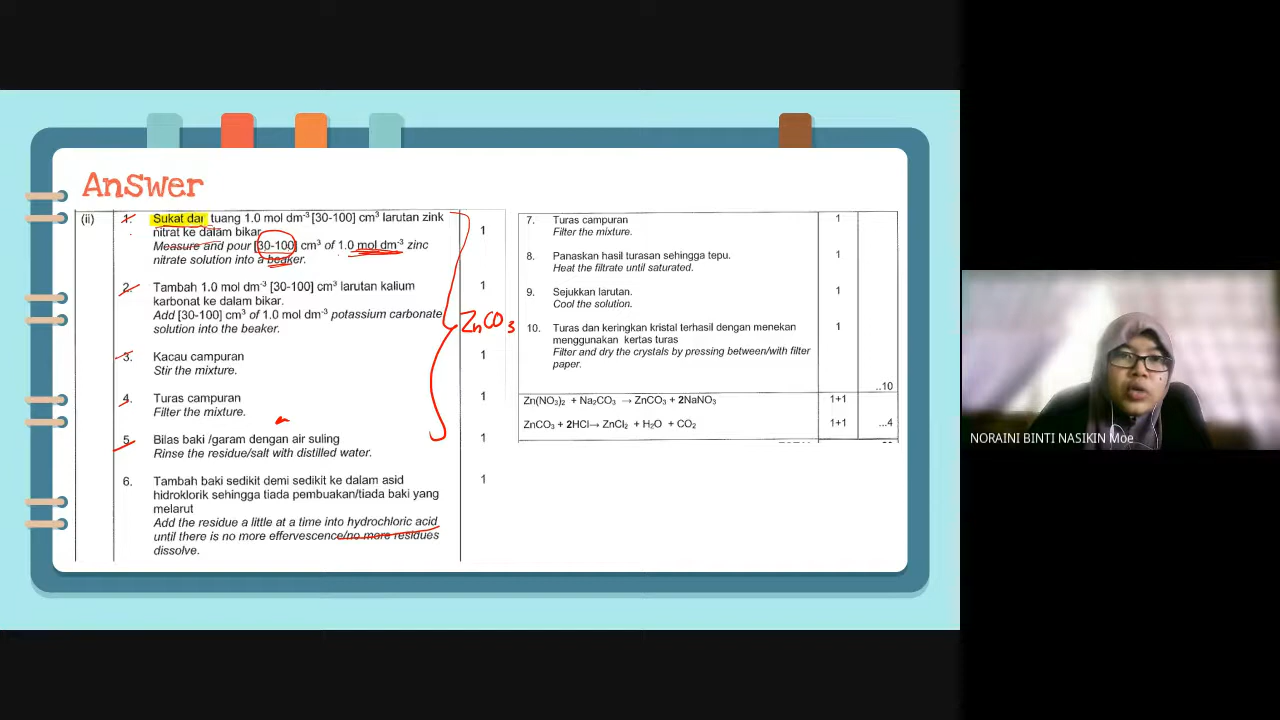 Answer
(ii)
1. Sukat dan tuang 1.0 mol dm⁻³ [30-100] cm³ larutan zink
nitrat ke dalam bikar.
Measure and pour [30-100] cm³ of 1.0 mol dm⁻³ zinc
nitrate solution into a beaker.
1
2. Tambah 1.0 mol dm⁻³ [30-100] cm³ larutan kalium
karbonat ke dalam bikar.
Add [30-100] cm³ of 1.0 mol dm⁻³ potassium carbonate
solution into the beaker.
1
ZnCO₃
3. Kacau campuran
Stir the mixture.
1
4. Turas campuran
Filter the mixture.
1
5. Bilas baki /garam dengan air suling
Rinse the residue/salt with distilled water.
1
6. Tambah baki sedikit demi sedikit ke dalam asid
hidroklorik sehingga tiada pembuakan/tiada baki yang
melarut
Add the residue a little at a time into hydrochloric acid
until there is no more effervescence/no more residues
dissolve.
1
7. Turas campuran
Filter the mixture.
1
8. Panaskan hasil turasan sehingga tepu.
Heat the filtrate until saturated.
1
9. Sejukkan larutan.
Cool the solution.
1
10. Turas dan keringkan kristal terhasil dengan menekan
menggunakan kertas turas
Filter and dry the crystals by pressing between/with filter
paper.
1
..10
Zn(NO₃)₂ + Na₂CO₃ → ZnCO₃ + 2NaNO₃ 1+1
ZnCO₃ + 2HCl → ZnCl₂ + H₂O + CO₂ 1+1 ...4
NORAINI BINTI NASIKIN Moe